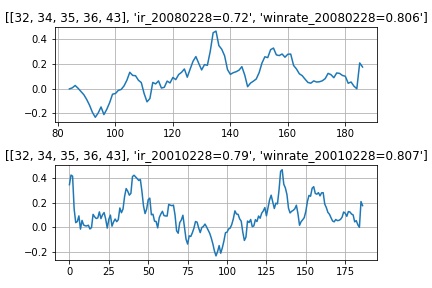 [[32, 34, 35, 36, 43], 'ir_20080228=0.72', 'winrate_20080228=0.806']
0.4
0.2
0.0
−0.2
80 100 120 140 160 180
[[32, 34, 35, 36, 43], 'ir_20010228=0.79', 'winrate_20010228=0.807']
0.4
0.2
0.0
−0.2
0 25 50 75 100 125 150 175